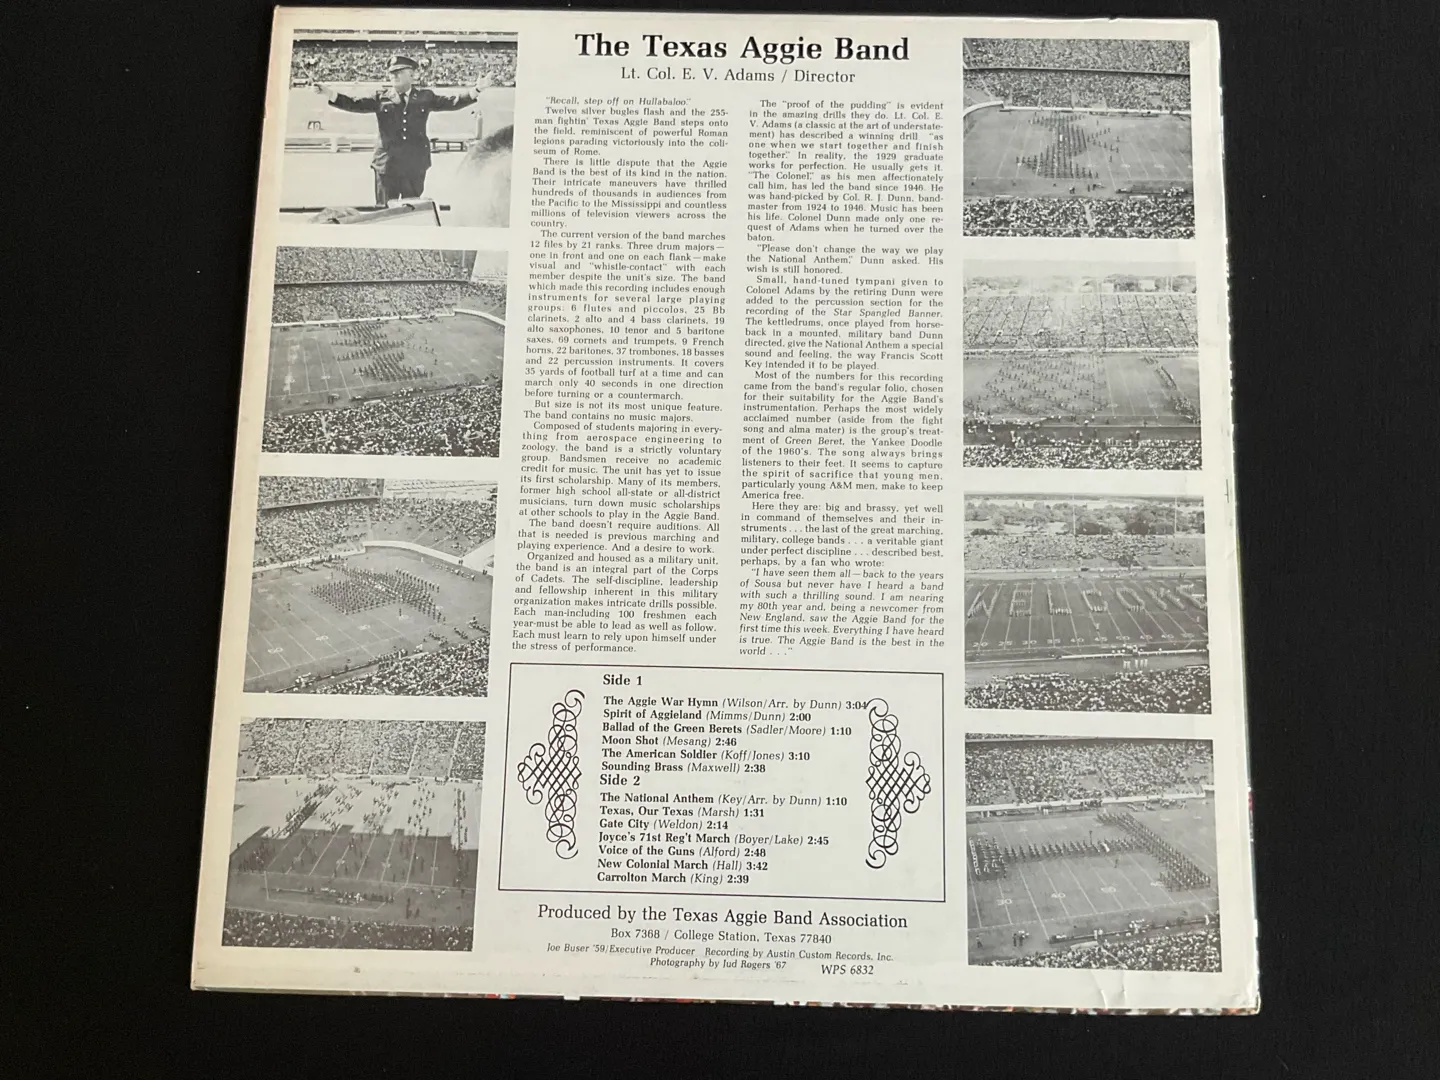 The Texas Aggie Band
Lt. Col. E. V. Adams / Director
"Recall, step off on Hullabaloo."
Twelve silver bugles flash and the 255-
man fightin' Texas Aggie Band steps onto
the field, reminiscent of powerful Roman
legions parading victoriously into the coli-
seum of Rome.
There is little dispute that the Aggie
Band is the best of its kind in the nation.
Their intricate maneuvers have thrilled
hundreds of thousands in audiences from
the Pacific to the Mississippi and countless
millions of television viewers across the
country.
The current version of the band marches
12 files by 21 ranks. Three drum majors—
one in front and one on each flank—make
visual and "whistle-contact" with each
member despite the unit's size. The band
which made this recording includes enough
instruments for several large playing
groups: 6 flutes and piccolos, 25 Bb
clarinets, 2 alto and 4 bass clarinets, 19
alto saxophones, 10 tenor and 5 baritone
saxes, 69 cornets and trumpets, 9 French
horns, 22 baritones, 37 trombones, 18 basses
and 22 percussion instruments. It covers
35 yards of football turf at a time and can
march only 40 seconds in one direction
before turning or a countermarch.
But size is not its most unique feature.
The band contains no music majors.
Composed of students majoring in every-
thing from aerospace engineering to
zoology, the band is a strictly voluntary
group. Bandsmen receive no academic
credit for music. The unit has yet to issue
its first scholarship. Many of its members,
former high school all-state or all-district
musicians, turn down music scholarships
at other schools to play in the Aggie Band.
The band doesn't require auditions. All
that is needed is previous marching and
playing experience. And a desire to work.
Organized and housed as a military unit,
the band is an integral part of the Corps
of Cadets. The self-discipline, leadership
and fellowship inherent in this military
organization makes intricate drills possible.
Each man-including 100 freshmen each
year-must be able to lead as well as follow.
Each must learn to rely upon himself under
the stress of performance.
The "proof of the pudding" is evident
in the amazing drills they do. Lt. Col. E.
V. Adams (a classic at the art of understate-
ment) has described a winning drill "as
one when we start together and finish
together." In reality, the 1929 graduate
works for perfection. He usually gets it.
"The Colonel," as his men affectionately
call him, has led the band since 1946. He
was hand-picked by Col. R. J. Dunn, band-
master from 1924 to 1946. Music has been
his life. Colonel Dunn made only one re-
quest of Adams when he turned over the
baton.
"Please don't change the way we play
the National Anthem," Dunn asked. His
wish is still honored.
Small, hand-tuned tympani given to
Colonel Adams by the retiring Dunn were
added to the percussion section for the
recording of the Star Spangled Banner.
The kettledrums, once played from horse-
back in a mounted, military band Dunn
directed, give the National Anthem a special
sound and feeling, the way Francis Scott
Key intended it to be played.
Most of the numbers for this recording
came from the band's regular folio, chosen
for their suitability for the Aggie Band's
instrumentation. Perhaps the most widely
acclaimed number (aside from the fight
song and alma mater) is the group's treat-
ment of Green Beret, the Yankee Doodle
of the 1960's. The song always brings
listeners to their feet. It seems to capture
the spirit of sacrifice that young men,
particularly young A&M men, make to keep
America free.
Here they are: big and brassy, yet well
in command of themselves and their in-
struments . . . the last of the great marching,
military, college bands . . . a veritable giant
under perfect discipline . . . described best,
perhaps, by a fan who wrote:
"I have seen them all—back to the years
of Sousa but never have I heard a band
with such a thrilling sound. I am nearing
my 80th year and, being a newcomer from
New England, saw the Aggie Band for the
first time this week. Everything I have heard
is true. The Aggie Band is the best in the
world . . ."
WELCOME
Side 1
The Aggie War Hymn (Wilson/Arr. by Dunn) 3:04
Spirit of Aggieland (Mimms/Dunn) 2:00
Ballad of the Green Berets (Sadler/Moore) 1:10
Moon Shot (Mesang) 2:46
The American Soldier (Koff/Jones) 3:10
Sounding Brass (Maxwell) 2:38
Side 2
The National Anthem (Key/Arr. by Dunn) 1:10
Texas, Our Texas (Marsh) 1:31
Gate City (Weldon) 2:14
Joyce's 71st Reg't March (Boyer/Lake) 2:45
Voice of the Guns (Alford) 2:48
New Colonial March (Hall) 3:42
Carrolton March (King) 2:39
Produced by the Texas Aggie Band Association
Box 7368 / College Station, Texas 77840
Joe Buser '59/Executive Producer Recording by Austin Custom Records, Inc.
Photography by Jud Rogers '67 WPS 6832